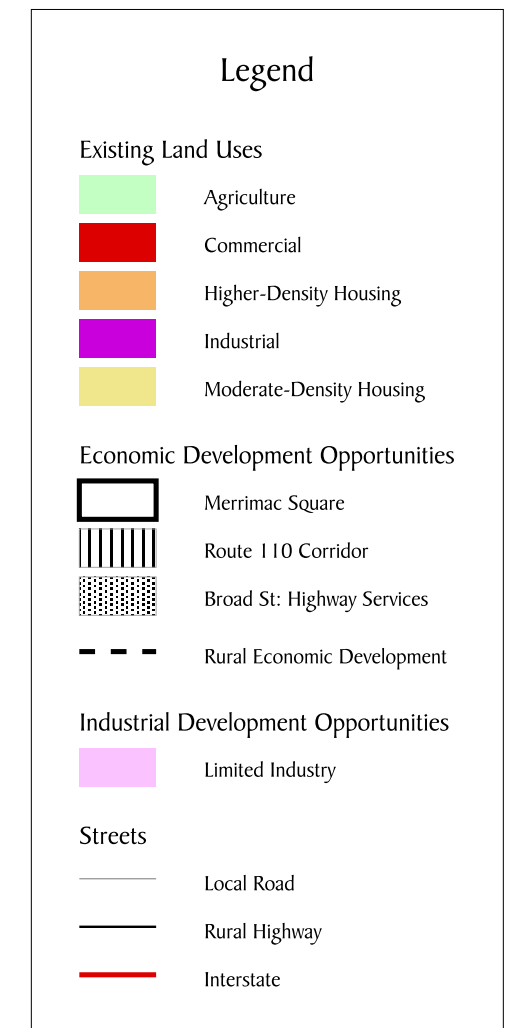 Legend
Existing Land Uses
Agriculture
Commercial
Higher-Density Housing
Industrial
Moderate-Density Housing
Economic Development Opportunities
Merrimac Square
Route 110 Corridor
Broad St: Highway Services
Rural Economic Development
Industrial Development Opportunities
Limited Industry
Streets
Local Road
Rural Highway
Interstate